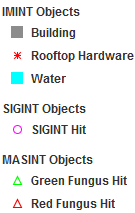 IMINT Objects
Building
Rooftop Hardware
Water
SIGINT Objects
SIGINT Hit
MASINT Objects
Green Fungus Hit
Red Fungus Hit